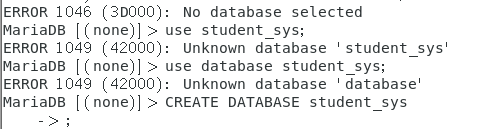 ERROR 1046 (3D000): No database selected
MariaDB [(none)]> use student_sys;
ERROR 1049 (42000): Unknown database 'student_sys'
MariaDB [(none)]> use database student_sys;
ERROR 1049 (42000): Unknown database 'database'
MariaDB [(none)]> CREATE DATABASE student_sys
    -> ;